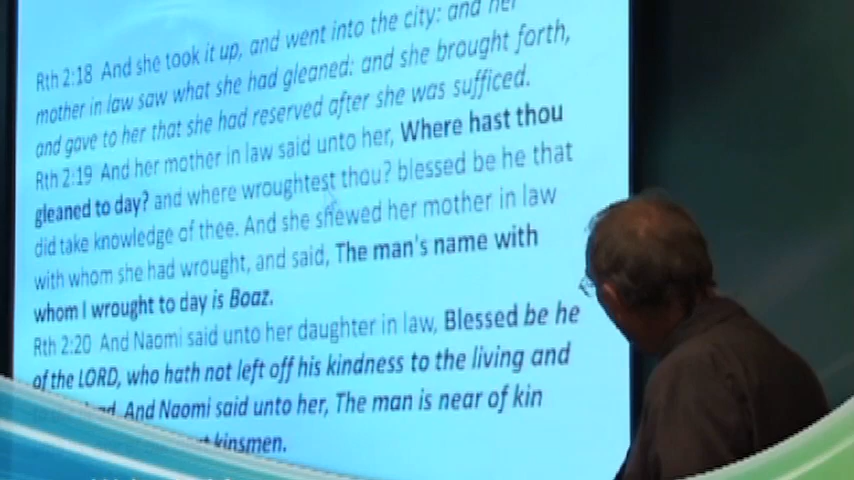 Rth 2:18 And she took it up, and went into the city: and her
mother in law saw what she had gleaned: and she brought forth,
and gave to her that she had reserved after she was sufficed.
Rth 2:19 And her mother in law said unto her, Where hast thou
gleaned to day? and where wroughtest thou? blessed be he that
did take knowledge of thee. And she shewed her mother in law
with whom she had wrought, and said, The man's name with
whom I wrought to day is Boaz.
Rth 2:20 And Naomi said unto her daughter in law, Blessed be he
of the LORD, who hath not left off his kindness to the living and
And Naomi said unto her, The man is near of kin
kinsmen.